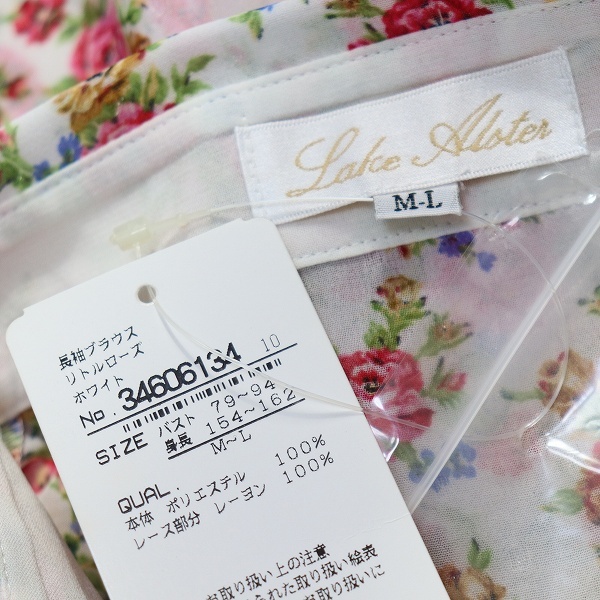 Lake Alster
M-L
長袖ブラウス
リトルローズ
ホワイト
No. 34606134 10
SIZE バスト 79~94
身長 154~162
M~L
QUAL.
本体 ポリエステル 100%
レース部分 レーヨン 100%
お取り扱い上の注意
られた取り扱い絵表
お取り扱いに